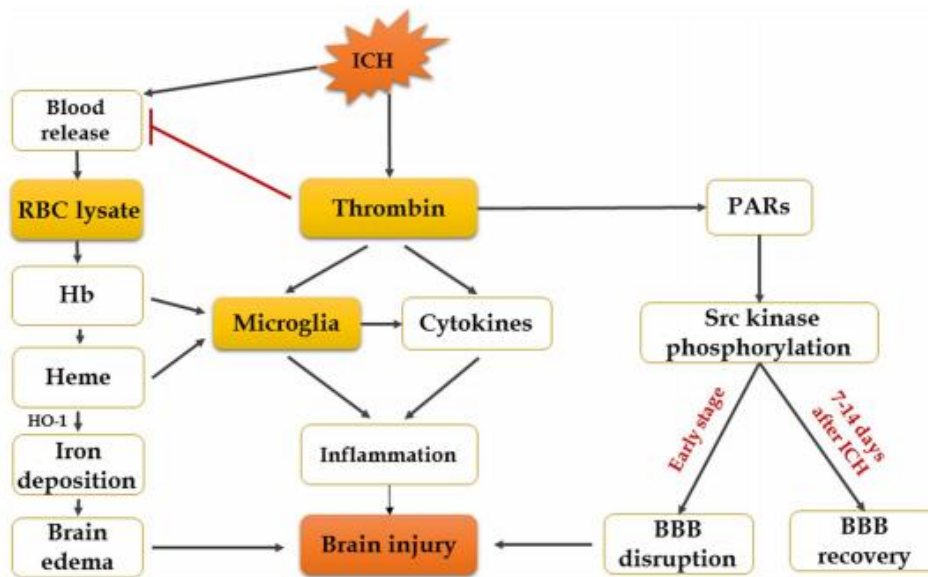 ICH
Blood
release
RBC lysate
Thrombin
PARs
Hb
Microglia
Cytokines
Src kinase
phosphorylation
Heme
HO-1
Early stage
7-14 days
after ICH
Iron
deposition
Inflammation
Brain
edema
Brain injury
BBB
disruption
BBB
recovery